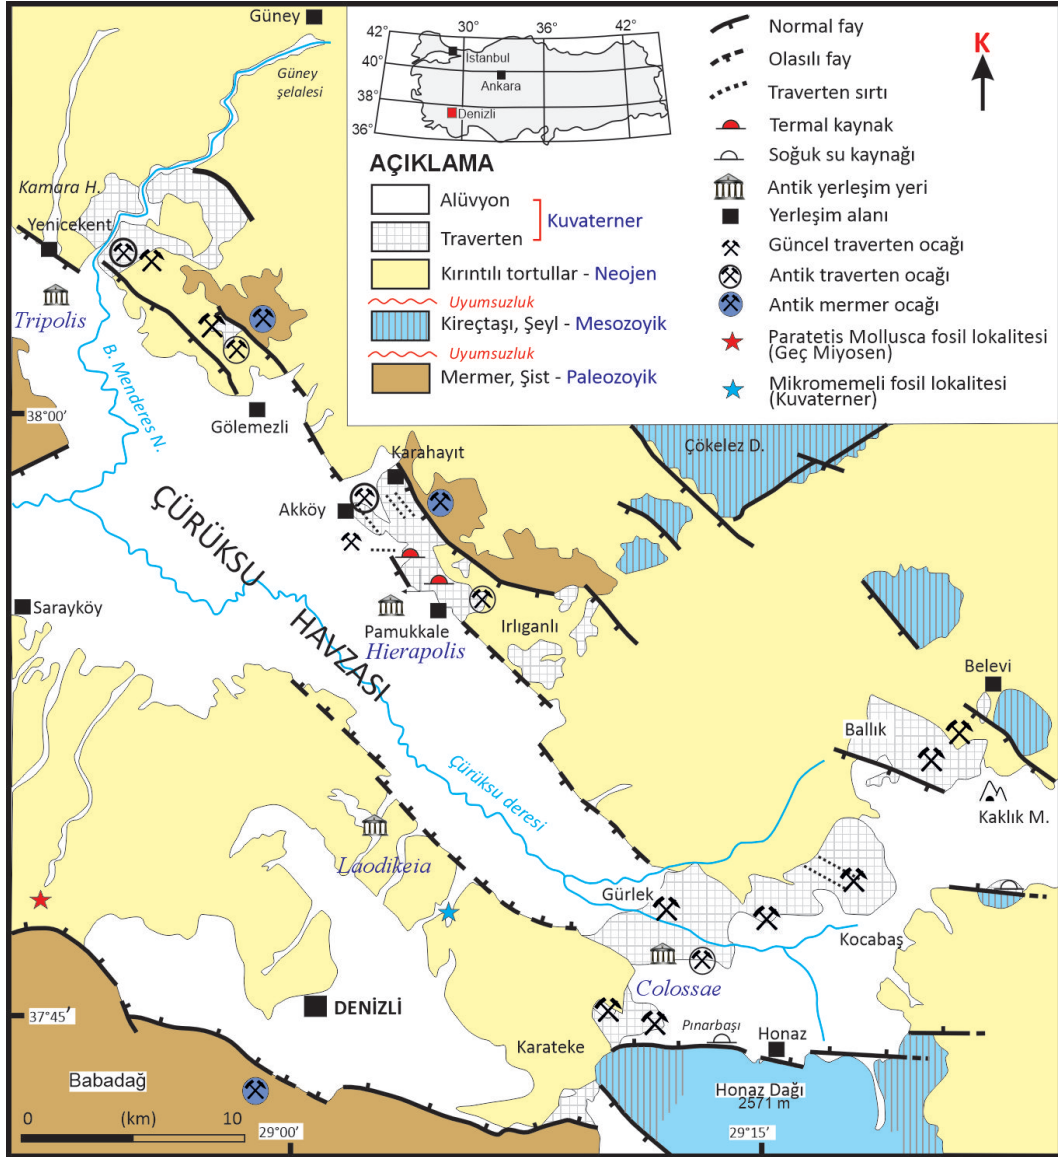 Güney
Güney
şelalesi
Kamara H.
Yenicekent
Tripolis
B. Menderes N.
38°00′
Gölemezli
42°
40°
38°
36°
30°
36°
42°
İstanbul
Ankara
Denizli
AÇIKLAMA
Alüvyon
Traverten
Kuvaterner
Kırıntılı tortullar - Neojen
Uyumsuzluk
Kireçtaşı, Şeyl - Mesozoyik
Uyumsuzluk
Mermer, Şist - Paleozoyik
Normal fay
Olasılı fay
Traverten sırtı
Termal kaynak
Soğuk su kaynağı
Antik yerleşim yeri
Yerleşim alanı
Güncel traverten ocağı
Antik traverten ocağı
Antik mermer ocağı
Paratetis Mollusca fosil lokalitesi
(Geç Miyosen)
Mikromemeli fosil lokalitesi
(Kuvaterner)
K
Çökelez D.
Karahayıt
Akköy
ÇÜRÜKSU
HAVZASI
Sarayköy
Pamukkale
Hierapolis
Irlıganlı
Belevi
Ballık
Kaklık M.
Çürüksu deresi
Laodikeia
Gürlek
Kocabaş
Colossae
DENİZLİ
37°45′
Karateke
Pınarbaşı
Honaz
Babadağ
Honaz Dağı
2571 m
0 (km) 10
29°00′
29°15′